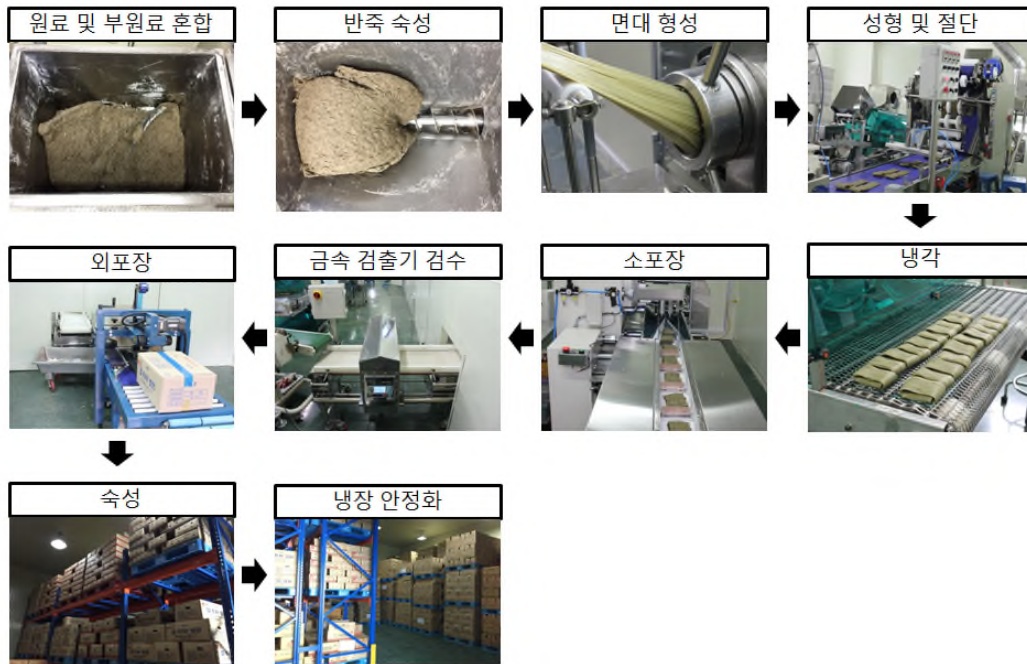 원료 및 부원료 혼합
반죽 숙성
면대 형성
성형 및 절단
냉각
소포장
금속 검출기 검수
외포장
숙성
냉장 안정화